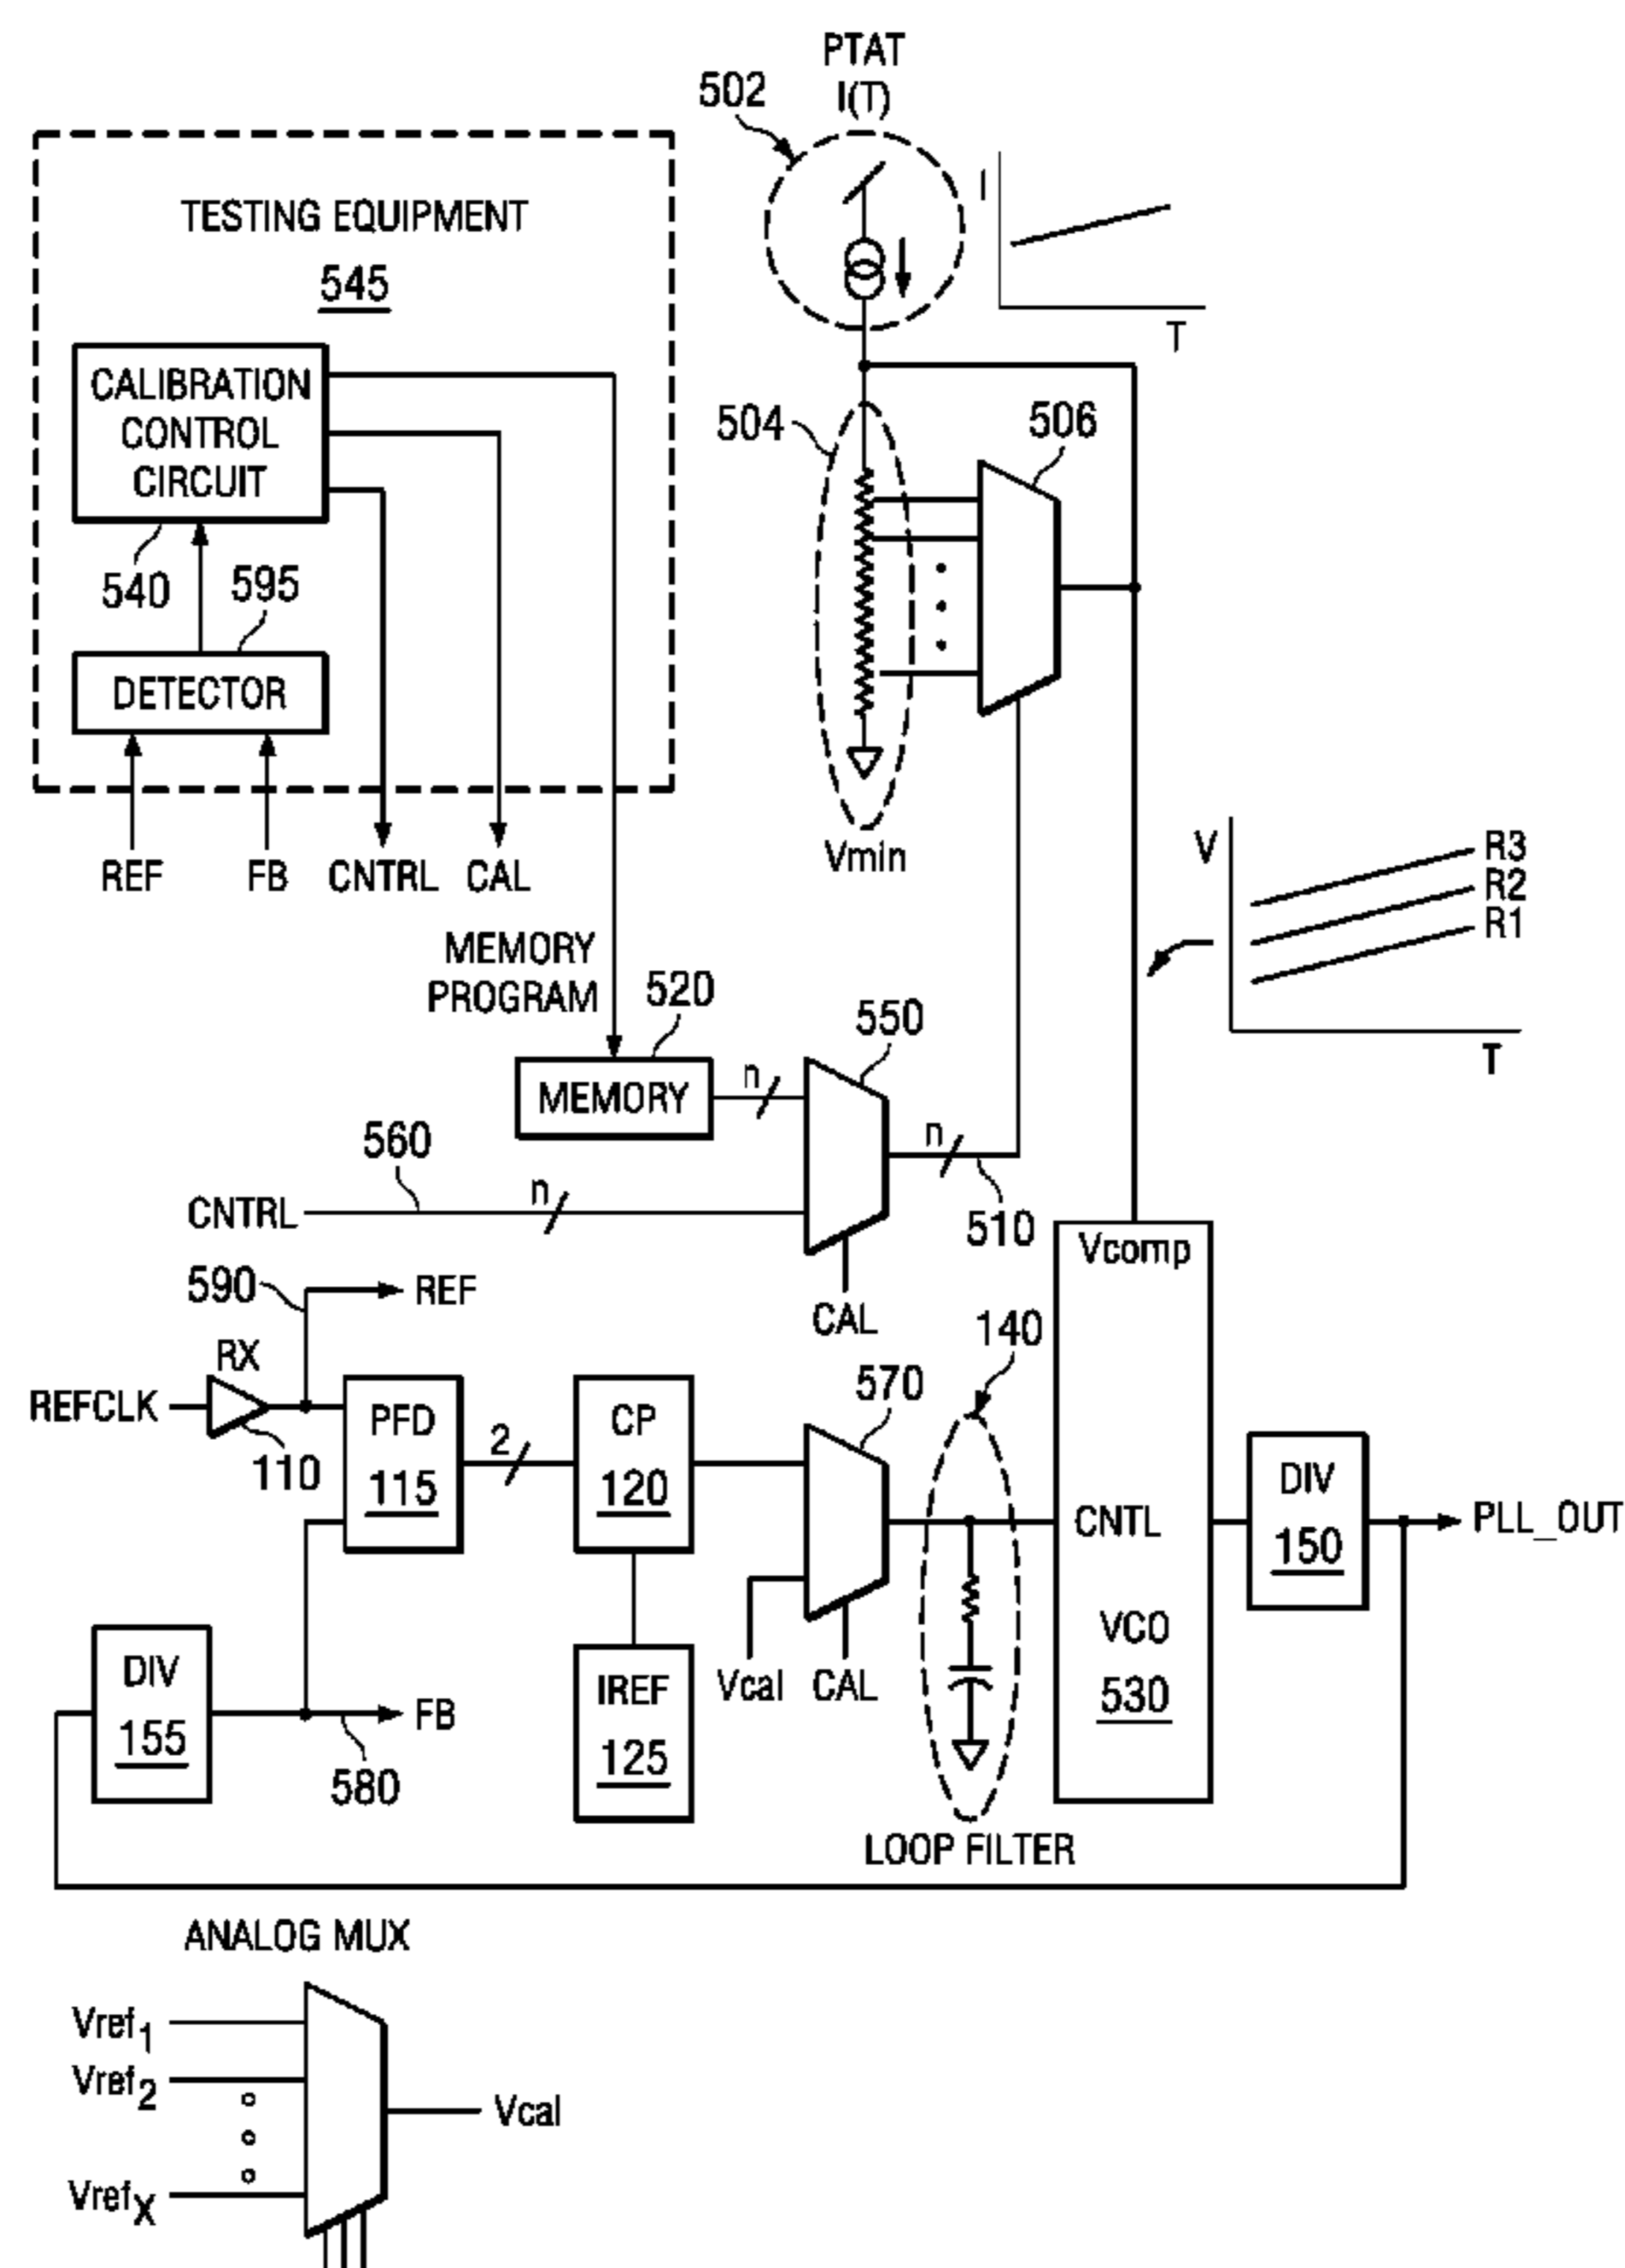 PTAT
I(T)
502
TESTING EQUIPMENT
545
I
T
CALIBRATION
CONTROL
CIRCUIT
504
506
540
595
DETECTOR
REF
FB
CNTRL
CAL
Vmin
V
R3
R2
R1
T
MEMORY
PROGRAM
520
550
MEMORY
n
560
n
510
CNTRL
n
Vcomp
590
REF
CAL
140
RX
570
REFCLK
110
PFD
115
2
CP
120
CNTL
DIV
150
PLL_OUT
VCO
530
DIV
155
FB
580
IREF
125
Vcal
CAL
LOOP FILTER
ANALOG MUX
Vref1
Vref2
VrefX
Vcal